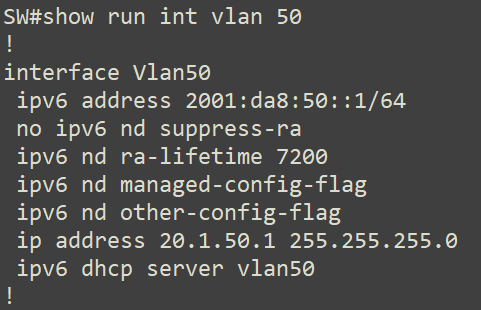 SW#show run int vlan 50
!
interface Vlan50
 ipv6 address 2001:da8:50::1/64
 no ipv6 nd suppress-ra
 ipv6 nd ra-lifetime 7200
 ipv6 nd managed-config-flag
 ipv6 nd other-config-flag
 ip address 20.1.50.1 255.255.255.0
 ipv6 dhcp server vlan50
!